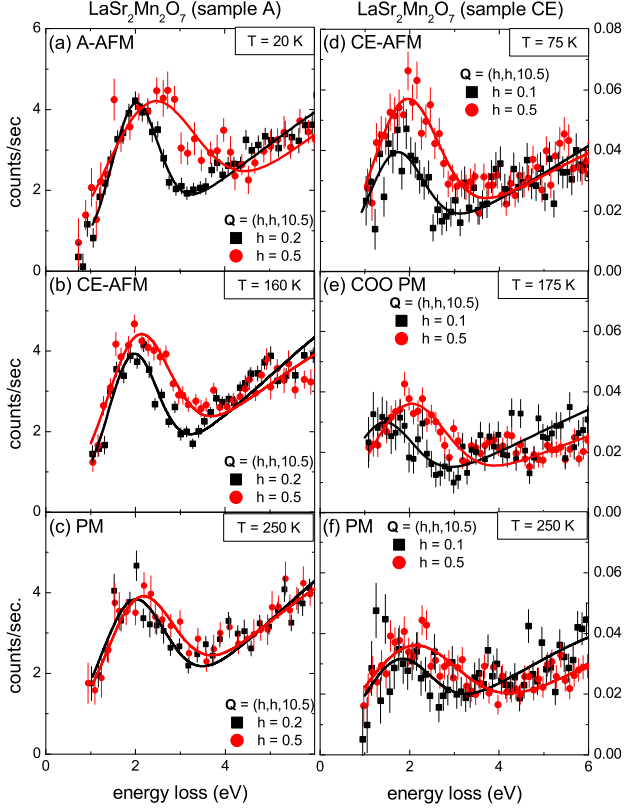 LaSr₂Mn₂O₇ (sample A)
LaSr₂Mn₂O₇ (sample CE)
(a) A-AFM
T = 20 K
6
4
2
0
counts/sec
Q = (h,h,10.5)
h = 0.2
h = 0.5
(d) CE-AFM
T = 75 K
Q = (h,h,10.5)
h = 0.1
h = 0.5
0.08
0.06
0.04
0.02
0.00
(b) CE-AFM
T = 160 K
4
2
0
counts/sec
Q = (h,h,10.5)
h = 0.2
h = 0.5
(e) COO PM
T = 175 K
Q = (h,h,10.5)
h = 0.1
h = 0.5
0.06
0.04
0.02
0.00
(c) PM
T = 250 K
4
2
0
counts/sec.
Q = (h,h,10.5)
h = 0.2
h = 0.5
0 2 4
energy loss (eV)
(f) PM
T = 250 K
Q = (h,h,10.5)
h = 0.1
h = 0.5
0.06
0.04
0.02
0.00
0 2 4 6
energy loss (eV)